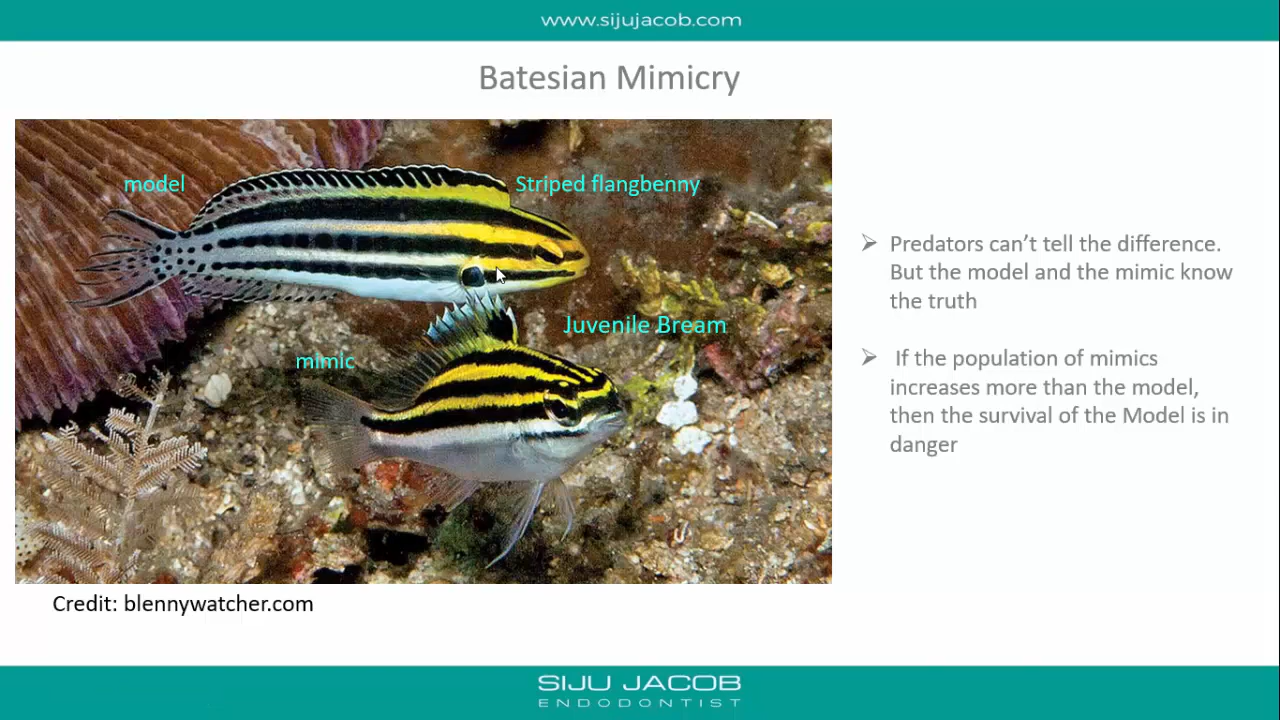 www.sijujacob.com
Batesian Mimicry
model
Striped flangbenny
Juvenile Bream
mimic
➢ Predators can’t tell the difference.
But the model and the mimic know
the truth
➢ If the population of mimics
increases more than the model,
then the survival of the Model is in
danger
Credit: blennywatcher.com
SIJU JACOB
ENDODONTIST